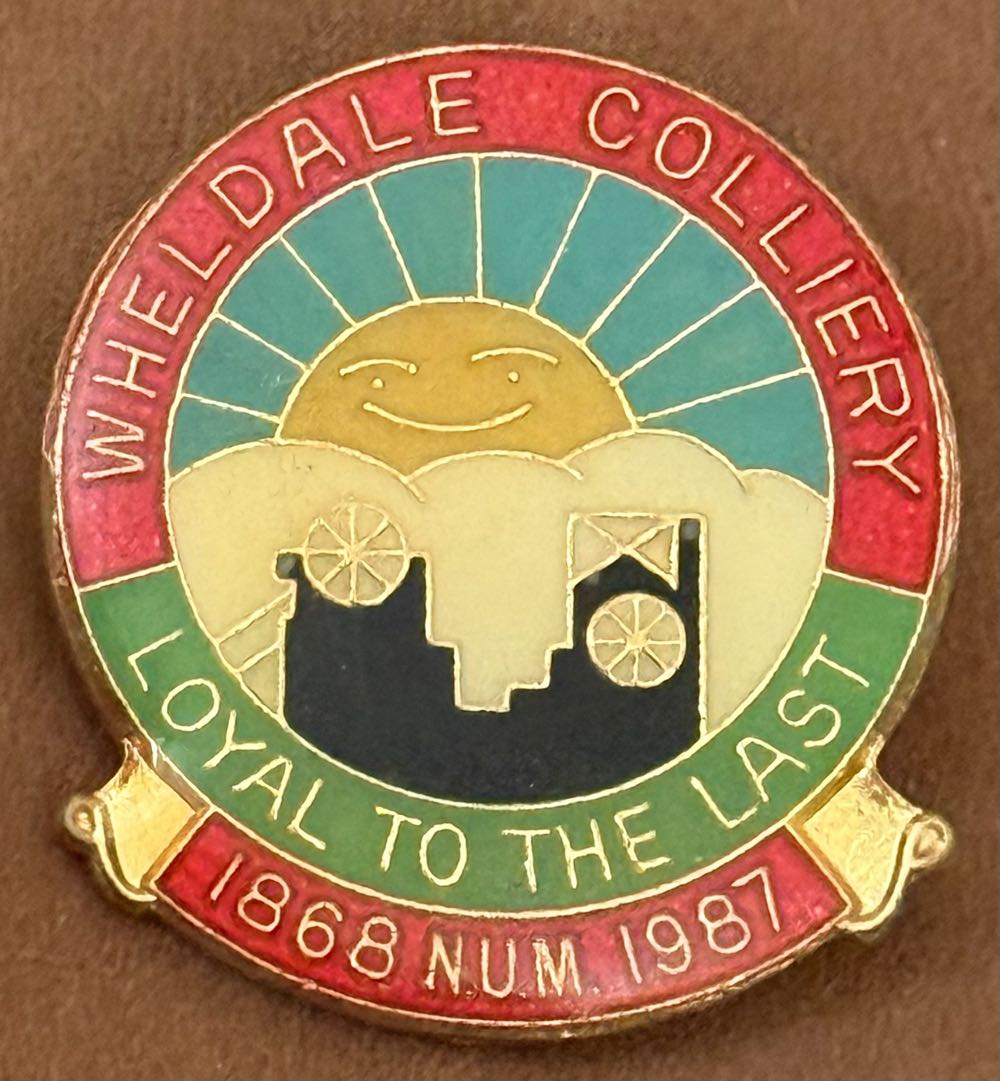 WHELDALE COLLIERY
LOYAL TO THE LAST
1868 N.U.M. 1987